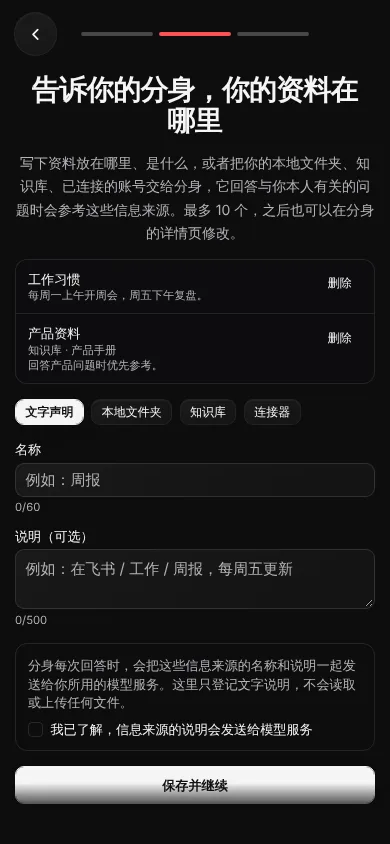 告诉你的分身，你的资料在
哪里
写下资料放在哪里、是什么，或者把你的本地文件夹、知
识库、已连接的账号交给分身，它回答与你本人有关的问
题时会参考这些信息来源。最多 10 个，之后也可以在分身
的详情页修改。
工作习惯
每周一上午开周会，周五下午复盘。
删除
产品资料
知识库 · 产品手册
回答产品问题时优先参考。
删除
文字声明 本地文件夹 知识库 连接器
名称
例如：周报
0/60
说明（可选）
例如：在飞书 / 工作 / 周报，每周五更新
0/500
分身每次回答时，会把这些信息来源的名称和说明一起发
送给你所用的模型服务。这里只登记文字说明，不会读取
或上传任何文件。
我已了解，信息来源的说明会发送给模型服务
保存并继续